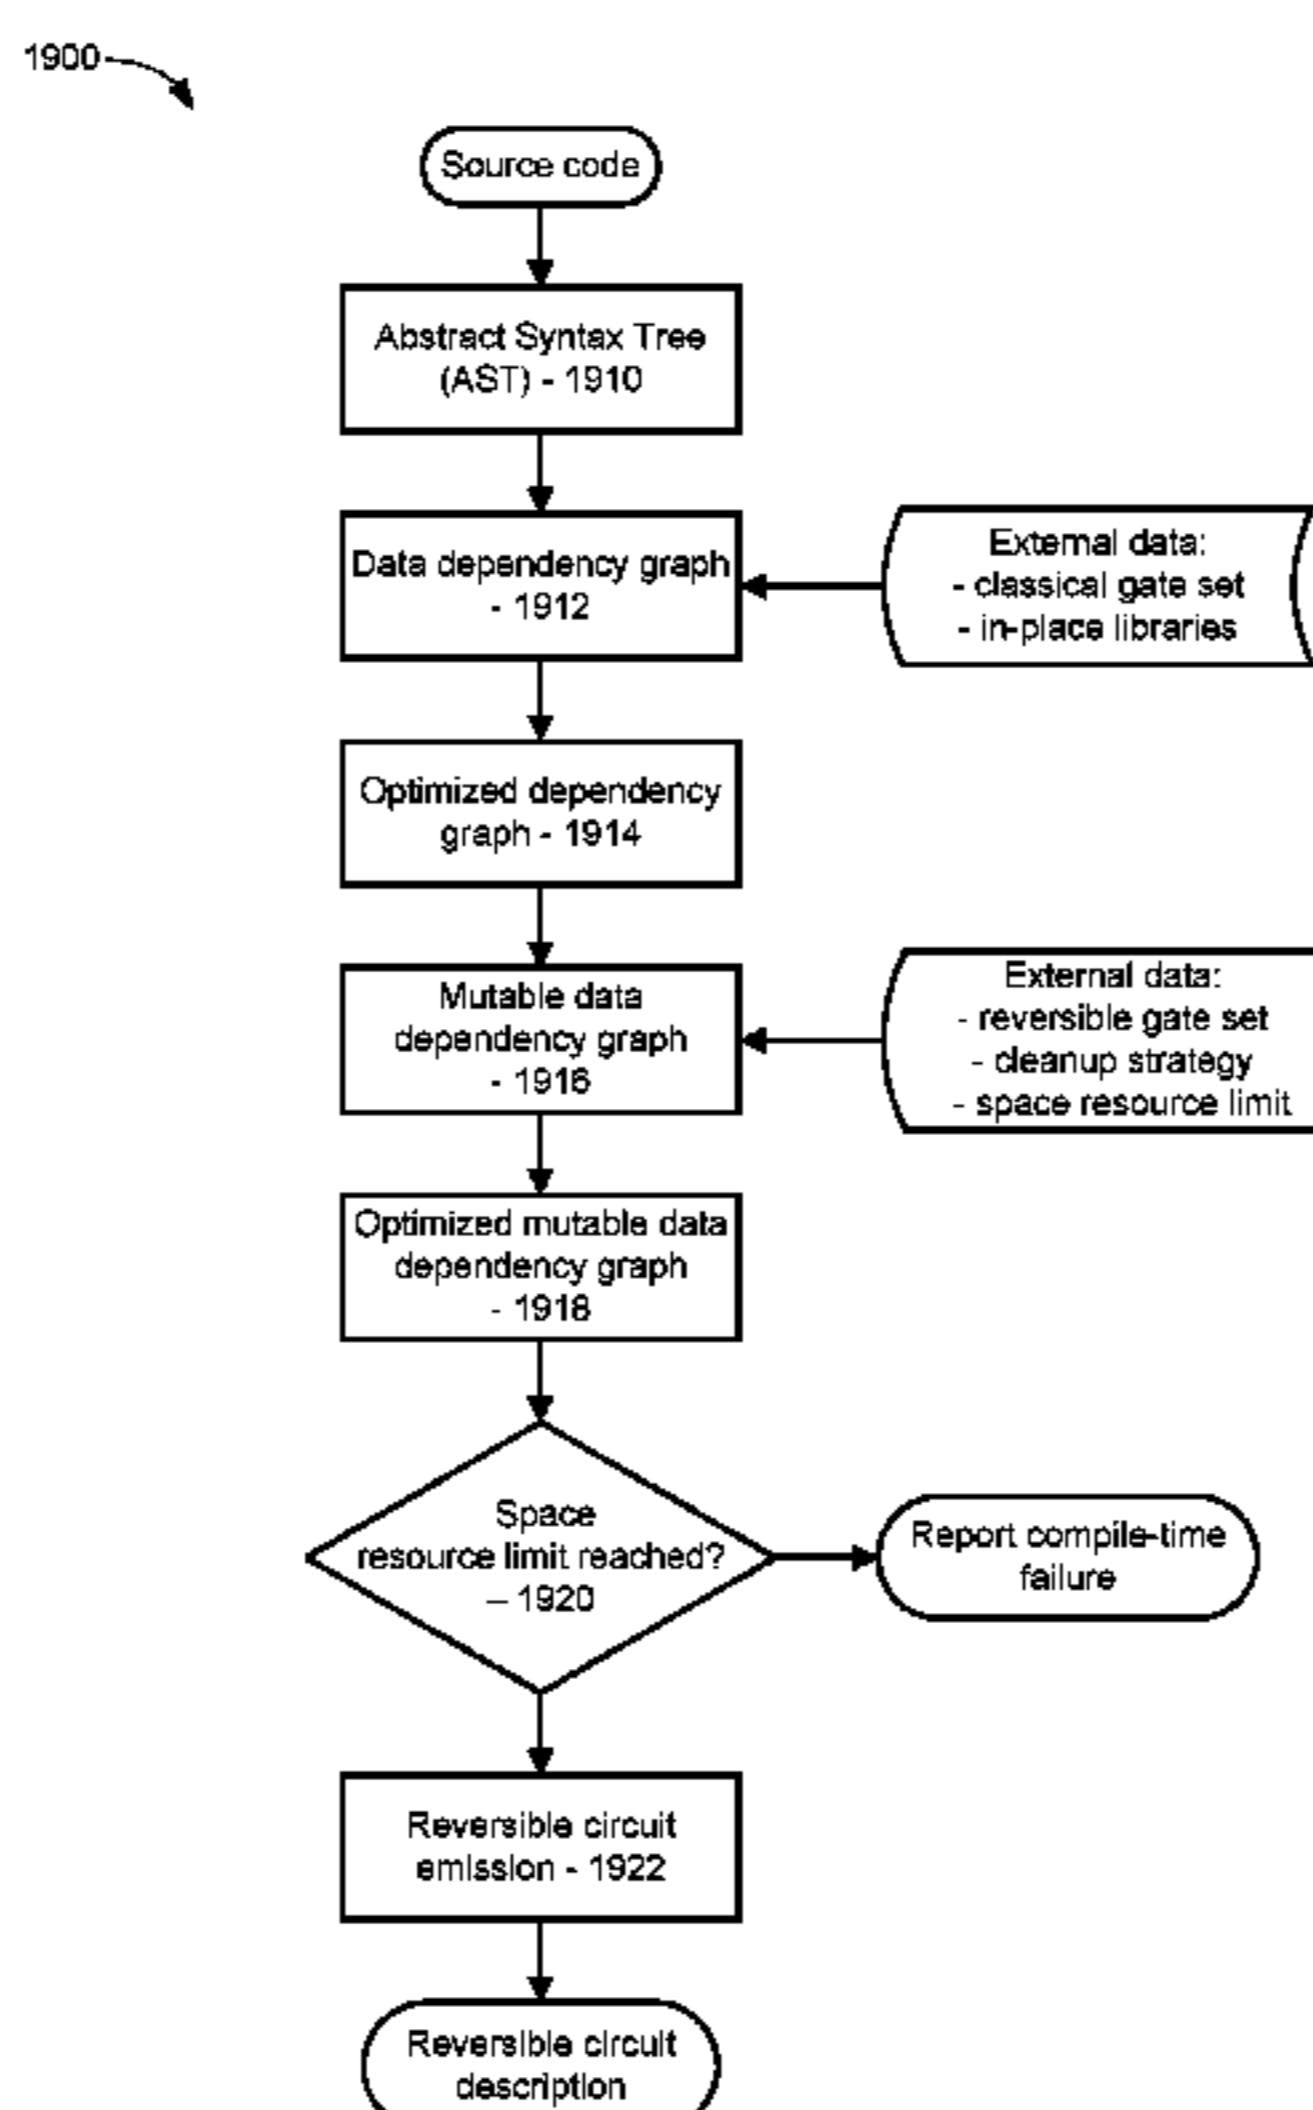 1900
Source code
Abstract Syntax Tree
(AST) - 1910
Data dependency graph
- 1912
External data:
- classical gate set
- in-place libraries
Optimized dependency
graph - 1914
Mutable data
dependency graph
- 1916
External data:
- reversible gate set
- cleanup strategy
- space resource limit
Optimized mutable data
dependency graph
- 1918
Space
resource limit reached?
– 1920
Report compile-time
failure
Reversible circuit
emission - 1922
Reversible circuit
description